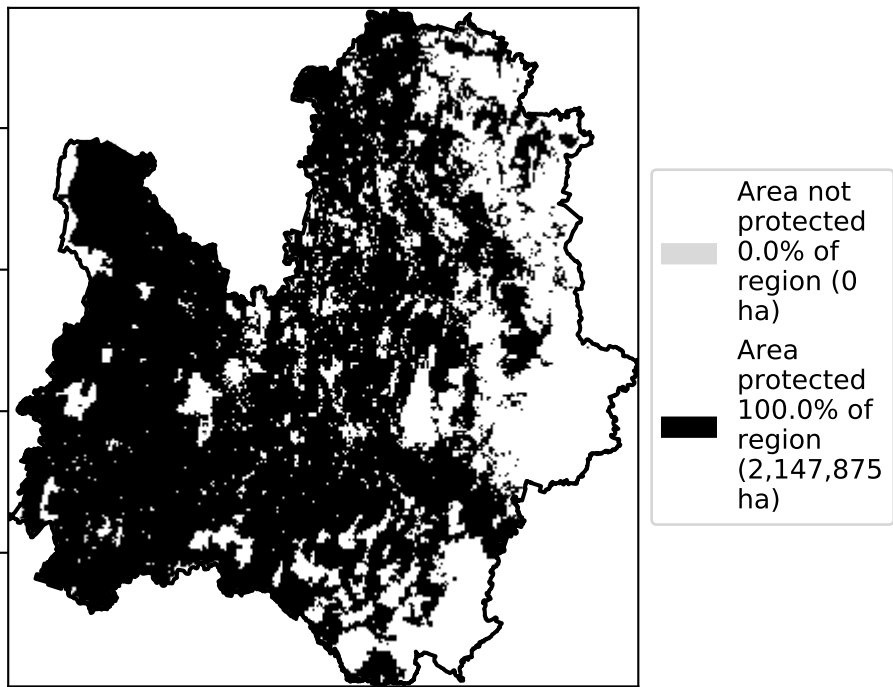 Area not
protected
0.0% of
region (0
ha)
Area
protected
100.0% of
region
(2,147,875
ha)